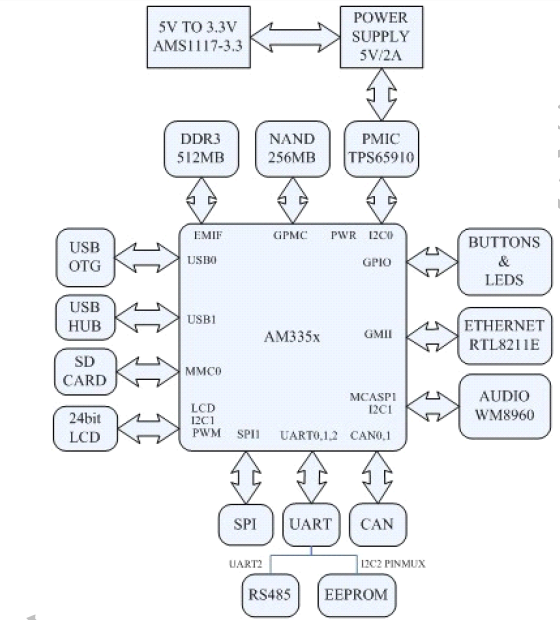 5V TO 3.3V
AMS1117-3.3
POWER
SUPPLY
5V/2A
DDR3
512MB
NAND
256MB
PMIC
TPS65910
EMIF
GPMC
PWR
I2C0
USB
OTG
USB0
GPIO
BUTTONS
&
LEDS
USB
HUB
USB1
AM335x
GMII
ETHERNET
RTL8211E
SD
CARD
MMC0
24bit
LCD
LCD
I2C1
PWM
MCASP1
I2C1
AUDIO
WM8960
SPI1
UART0,1,2
CAN0,1
SPI
UART
CAN
UART2
I2C2 PINMUX
RS485
EEPROM